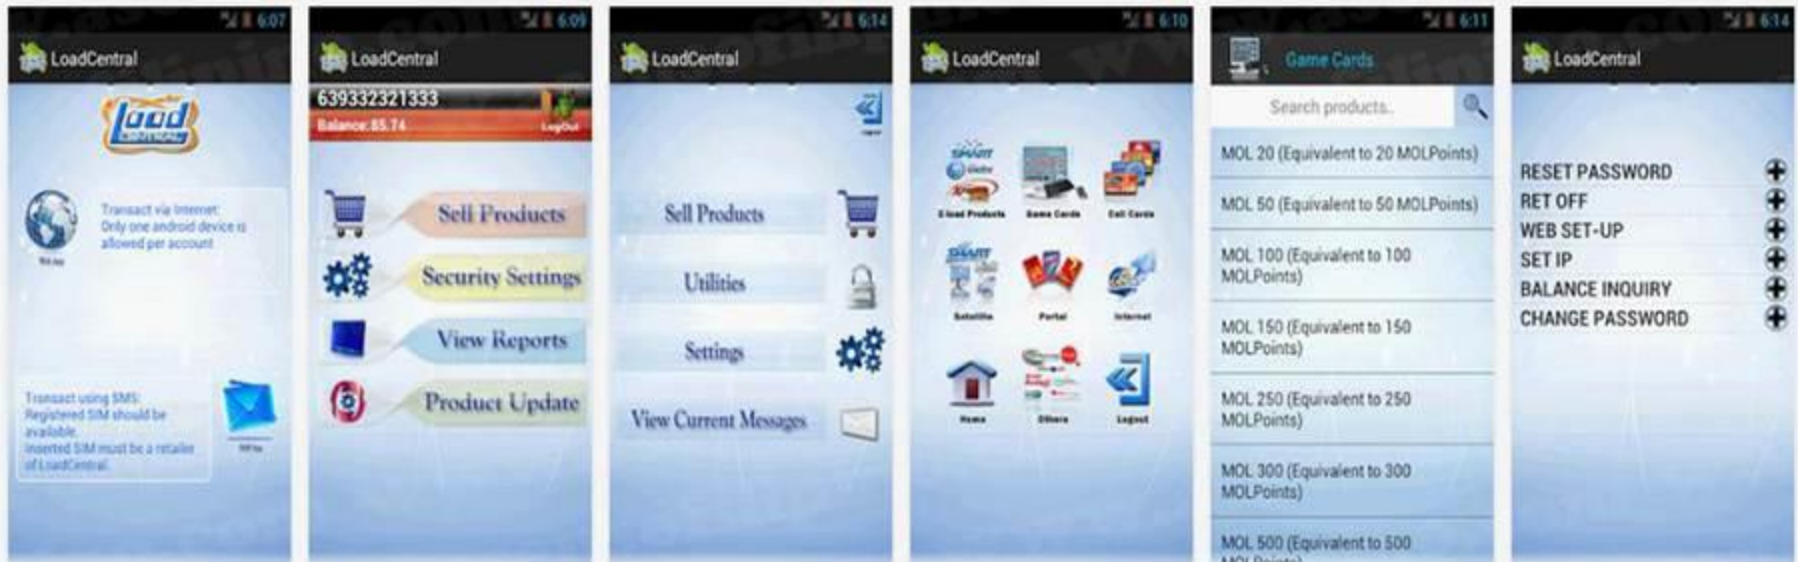 6:07
LoadCentral
Load
CENTRAL
Transact via Internet:
Only one android device is
allowed per account
Transact using SMS:
Registered SIM should be
available.
Inserted SIM must be a retailer
of LoadCentral.
6:09
LoadCentral
639332321333
Balance:85.74
LogOut
Sell Products
Security Settings
View Reports
Product Update
6:14
LoadCentral
Sell Products
Utilities
Settings
View Current Messages
6:10
LoadCentral
SMART
E-load Products
Game Cards
Call Cards
SMART
Satellite
Portal
Internet
Home
Others
Logout
6:11
Game Cards
Search products..
MOL 20 (Equivalent to 20 MOLPoints)
MOL 50 (Equivalent to 50 MOLPoints)
MOL 100 (Equivalent to 100
MOLPoints)
MOL 150 (Equivalent to 150
MOLPoints)
MOL 250 (Equivalent to 250
MOLPoints)
MOL 300 (Equivalent to 300
MOLPoints)
MOL 500 (Equivalent to 500
6:14
LoadCentral
RESET PASSWORD
RET OFF
WEB SET-UP
SET IP
BALANCE INQUIRY
CHANGE PASSWORD